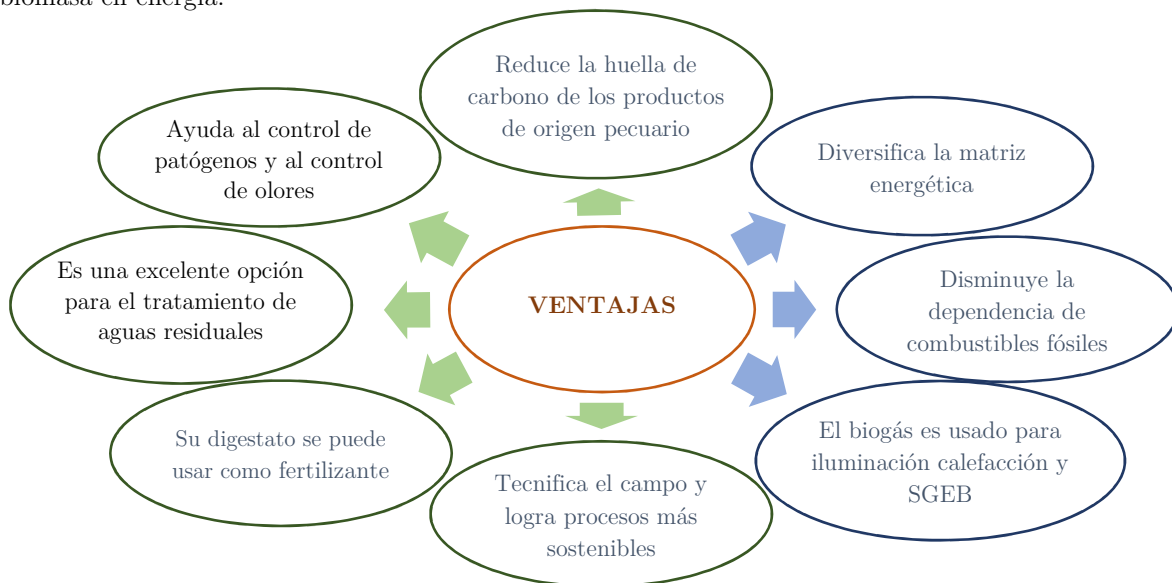 biomasa en energía.
Reduce la huella de
carbono de los productos
de origen pecuario
Ayuda al control de
patógenos y al control
de olores
Diversifica la matriz
energética
Es una excelente opción
para el tratamiento de
aguas residuales
VENTAJAS
Disminuye la
dependencia de
combustibles fósiles
Su digestato se puede
usar como fertilizante
Tecnifica el campo y
logra procesos más
sostenibles
El biogás es usado para
iluminación calefacción y
SGEB